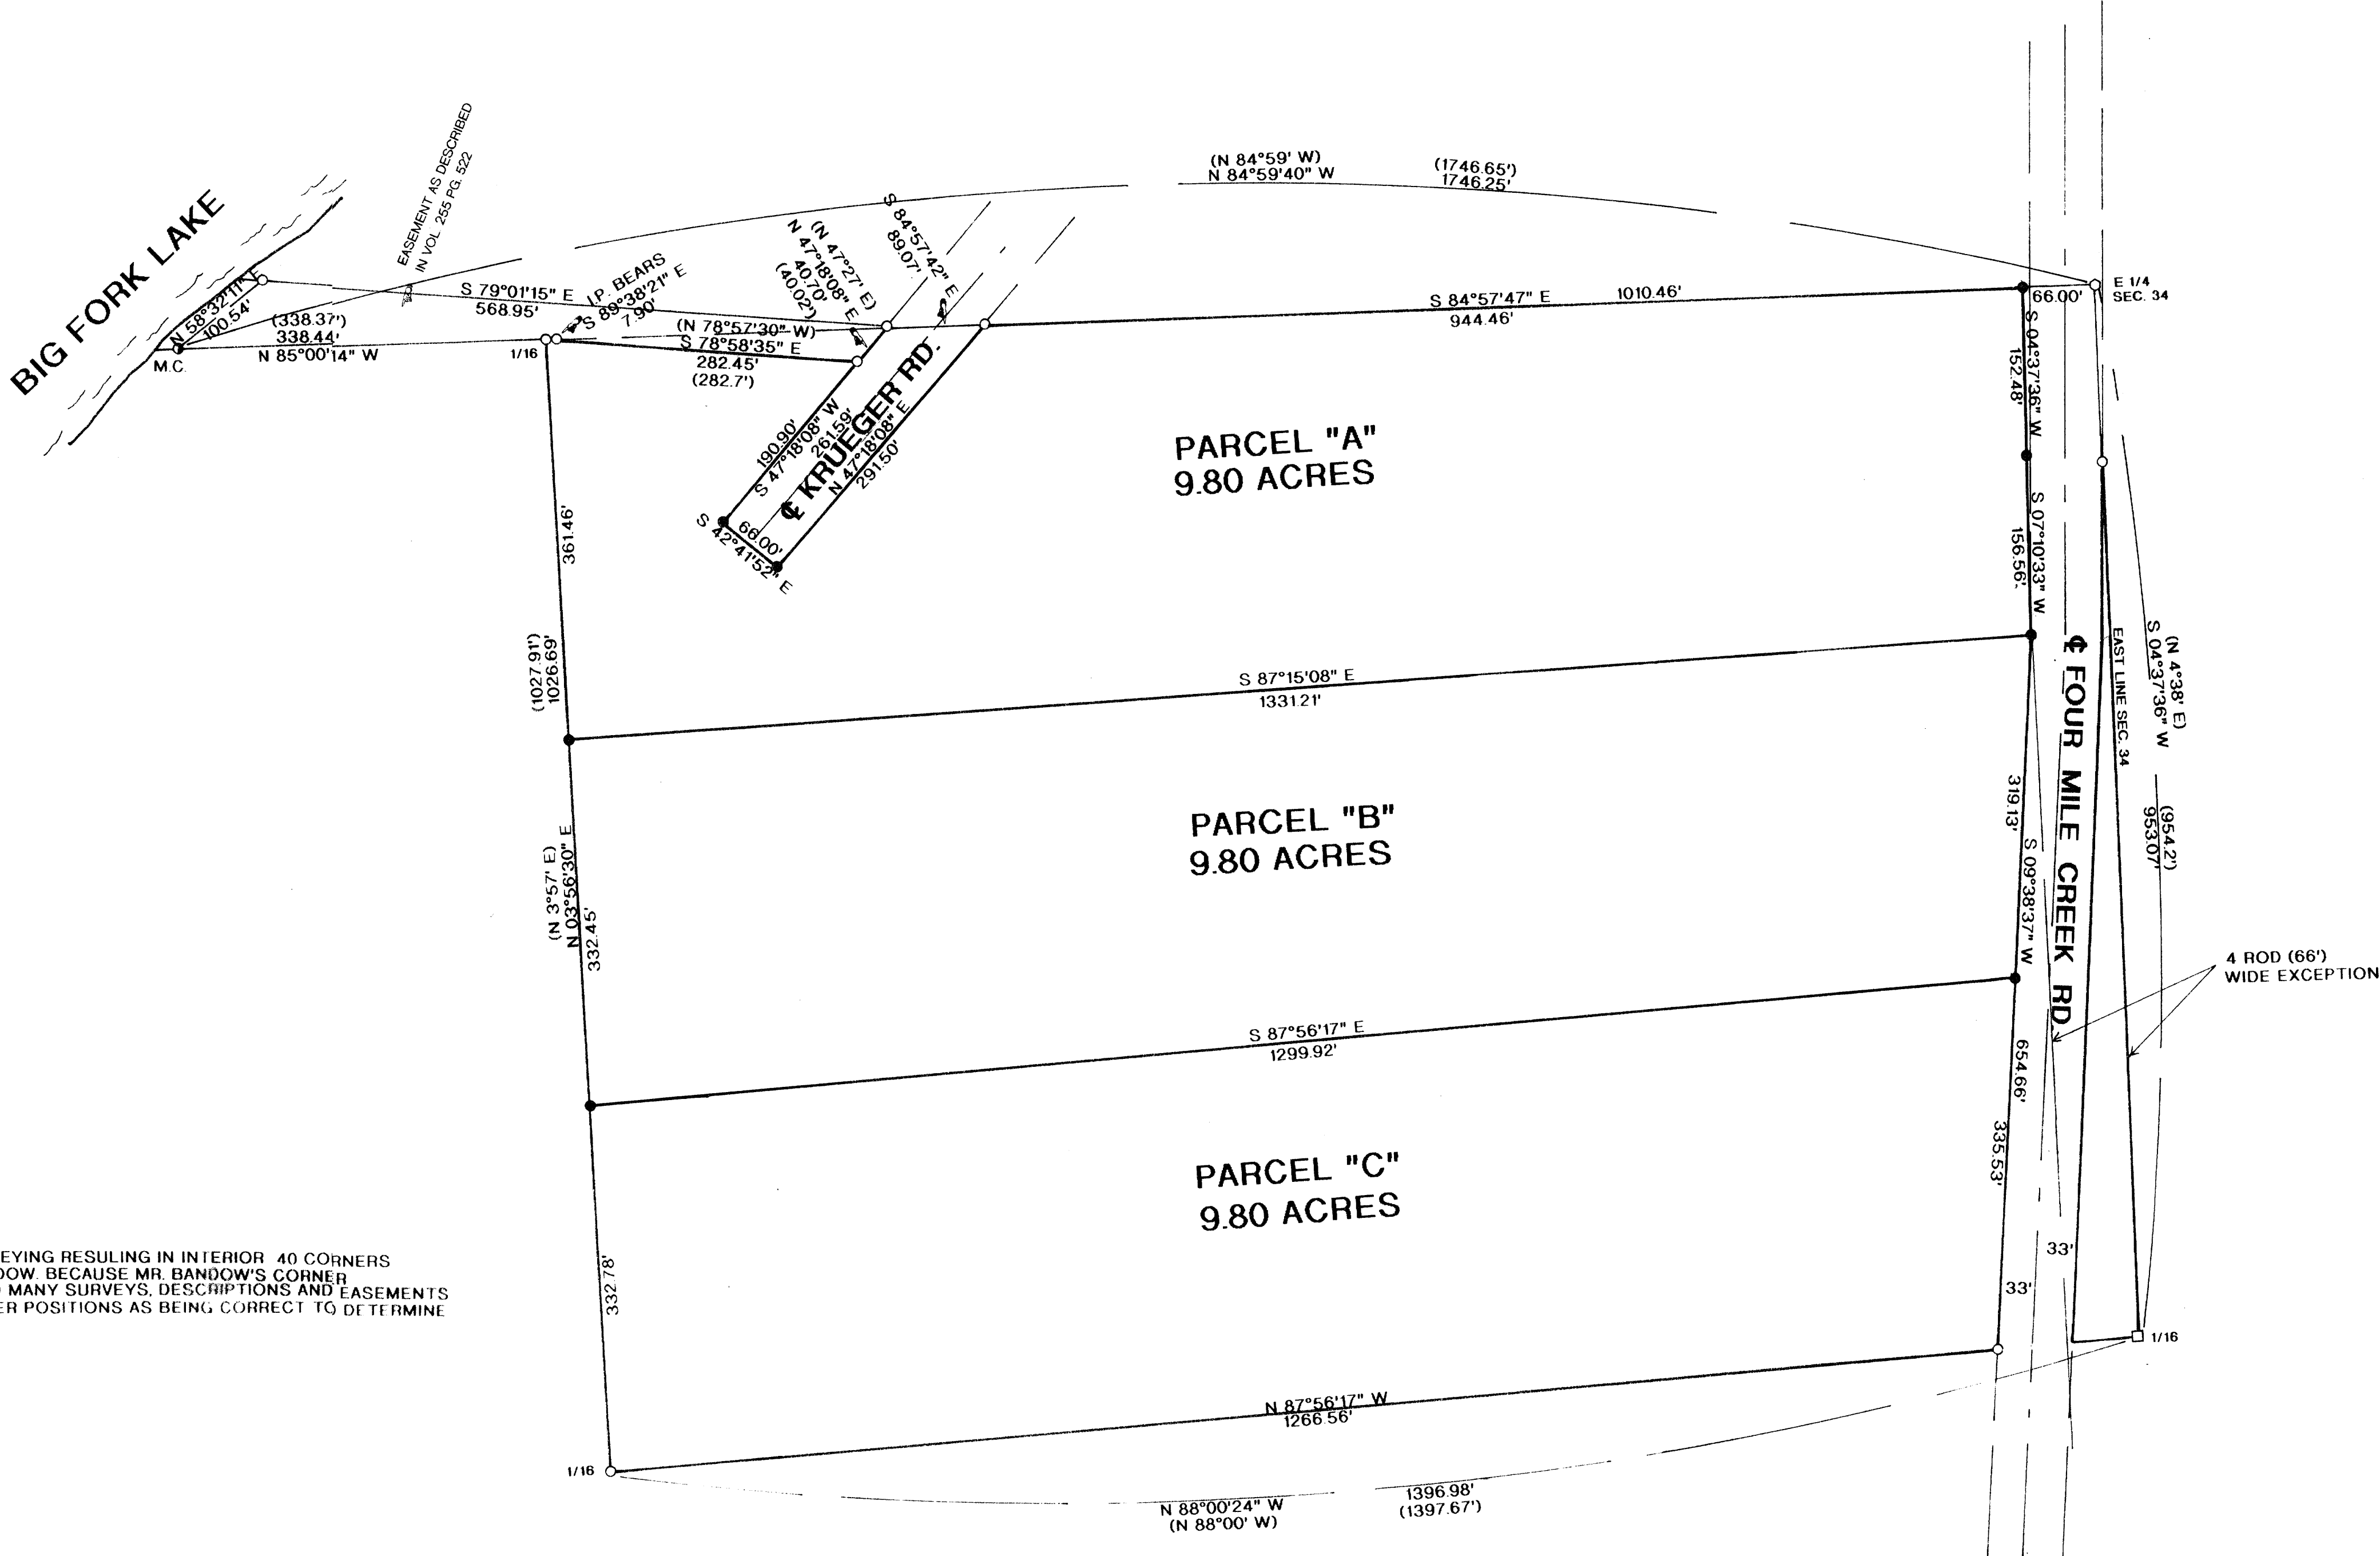 (N 84°59' W)
N 84°59'40" W
(1746.65')
1746.25'
EASEMENT AS DESCRIBED
IN VOL. 255 PG. 522
BIG FORK LAKE
N 58°32'11" E
100.54'
S 79°01'15" E
568.95'
I.P. BEARS
S 89°38'21" E
7.90'
(N 47°27' E)
N 47°18'08" E
40.70'
(40.02')
S 84°57'42" E
89.07'
S 84°57'47" E
1010.46'
944.46'
66.00'
E 1/4
SEC. 34
(338.37')
338.44'
N 85°00'14" W
M.C.
1/16
(N 78°57'30" W)
S 78°58'35" E
282.45'
(282.7')
190.90'
S 47°18'08" W
261.59'
℄ KRUEGER RD.
N 47°18'08" E
291.50'
66.00'
S 42°41'52" E
PARCEL "A"
9.80 ACRES
S 04°37'36" W
152.48'
S 07°10'33" W
156.56'
361.46'
(1027.91')
1026.69'
S 87°15'08" E
1331.21'
℄ FOUR MILE CREEK RD.
EAST LINE SEC. 34
(N 4°38' E)
S 04°37'36" W
(954.2')
953.07'
PARCEL "B"
9.80 ACRES
319.13'
S 09°38'37" W
(N 3°57' E)
N 03°56'30" E
332.45'
4 ROD (66')
WIDE EXCEPTION
S 87°56'17" E
1299.92'
654.66'
335.53'
PARCEL "C"
9.80 ACRES
33'
33'
332.78'
EYING RESULING IN INTERIOR 40 CORNERS
DOW. BECAUSE MR. BANDOW'S CORNER
MANY SURVEYS, DESCRIPTIONS AND EASEMENTS
ER POSITIONS AS BEING CORRECT TO DETERMINE
1/16
N 87°56'17" W
1266.56'
1/16
N 88°00'24" W
(N 88°00' W)
1396.98'
(1397.67')